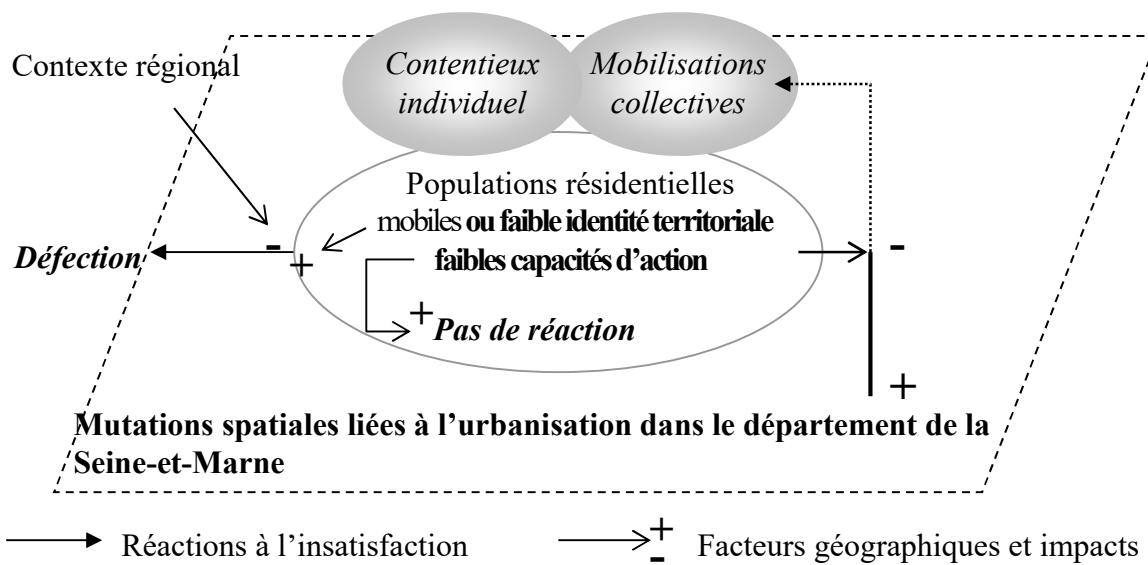 Contexte régional
Contentieux
individuel
Mobilisations
collectives
Populations résidentielles
mobiles ou faible identité territoriale
faibles capacités d’action
Défection
-
+
-
+
Pas de réaction
+
Mutations spatiales liées à l’urbanisation dans le département de la
Seine-et-Marne
Réactions à l’insatisfaction
+
-
Facteurs géographiques et impacts